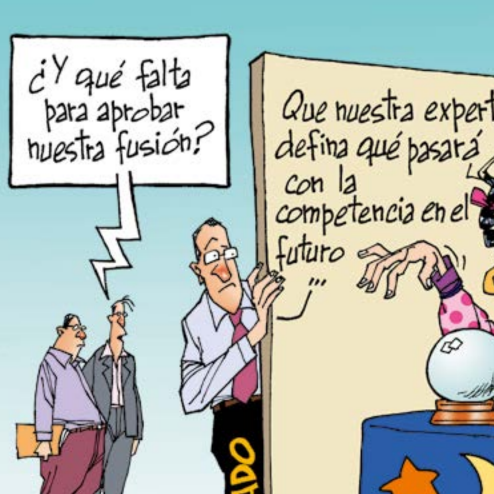 ¿Y qué falta
para aprobar
nuestra fusión?
Que nuestra expert
defina qué pasará
con la
competencia en el
futuro
...
ADO